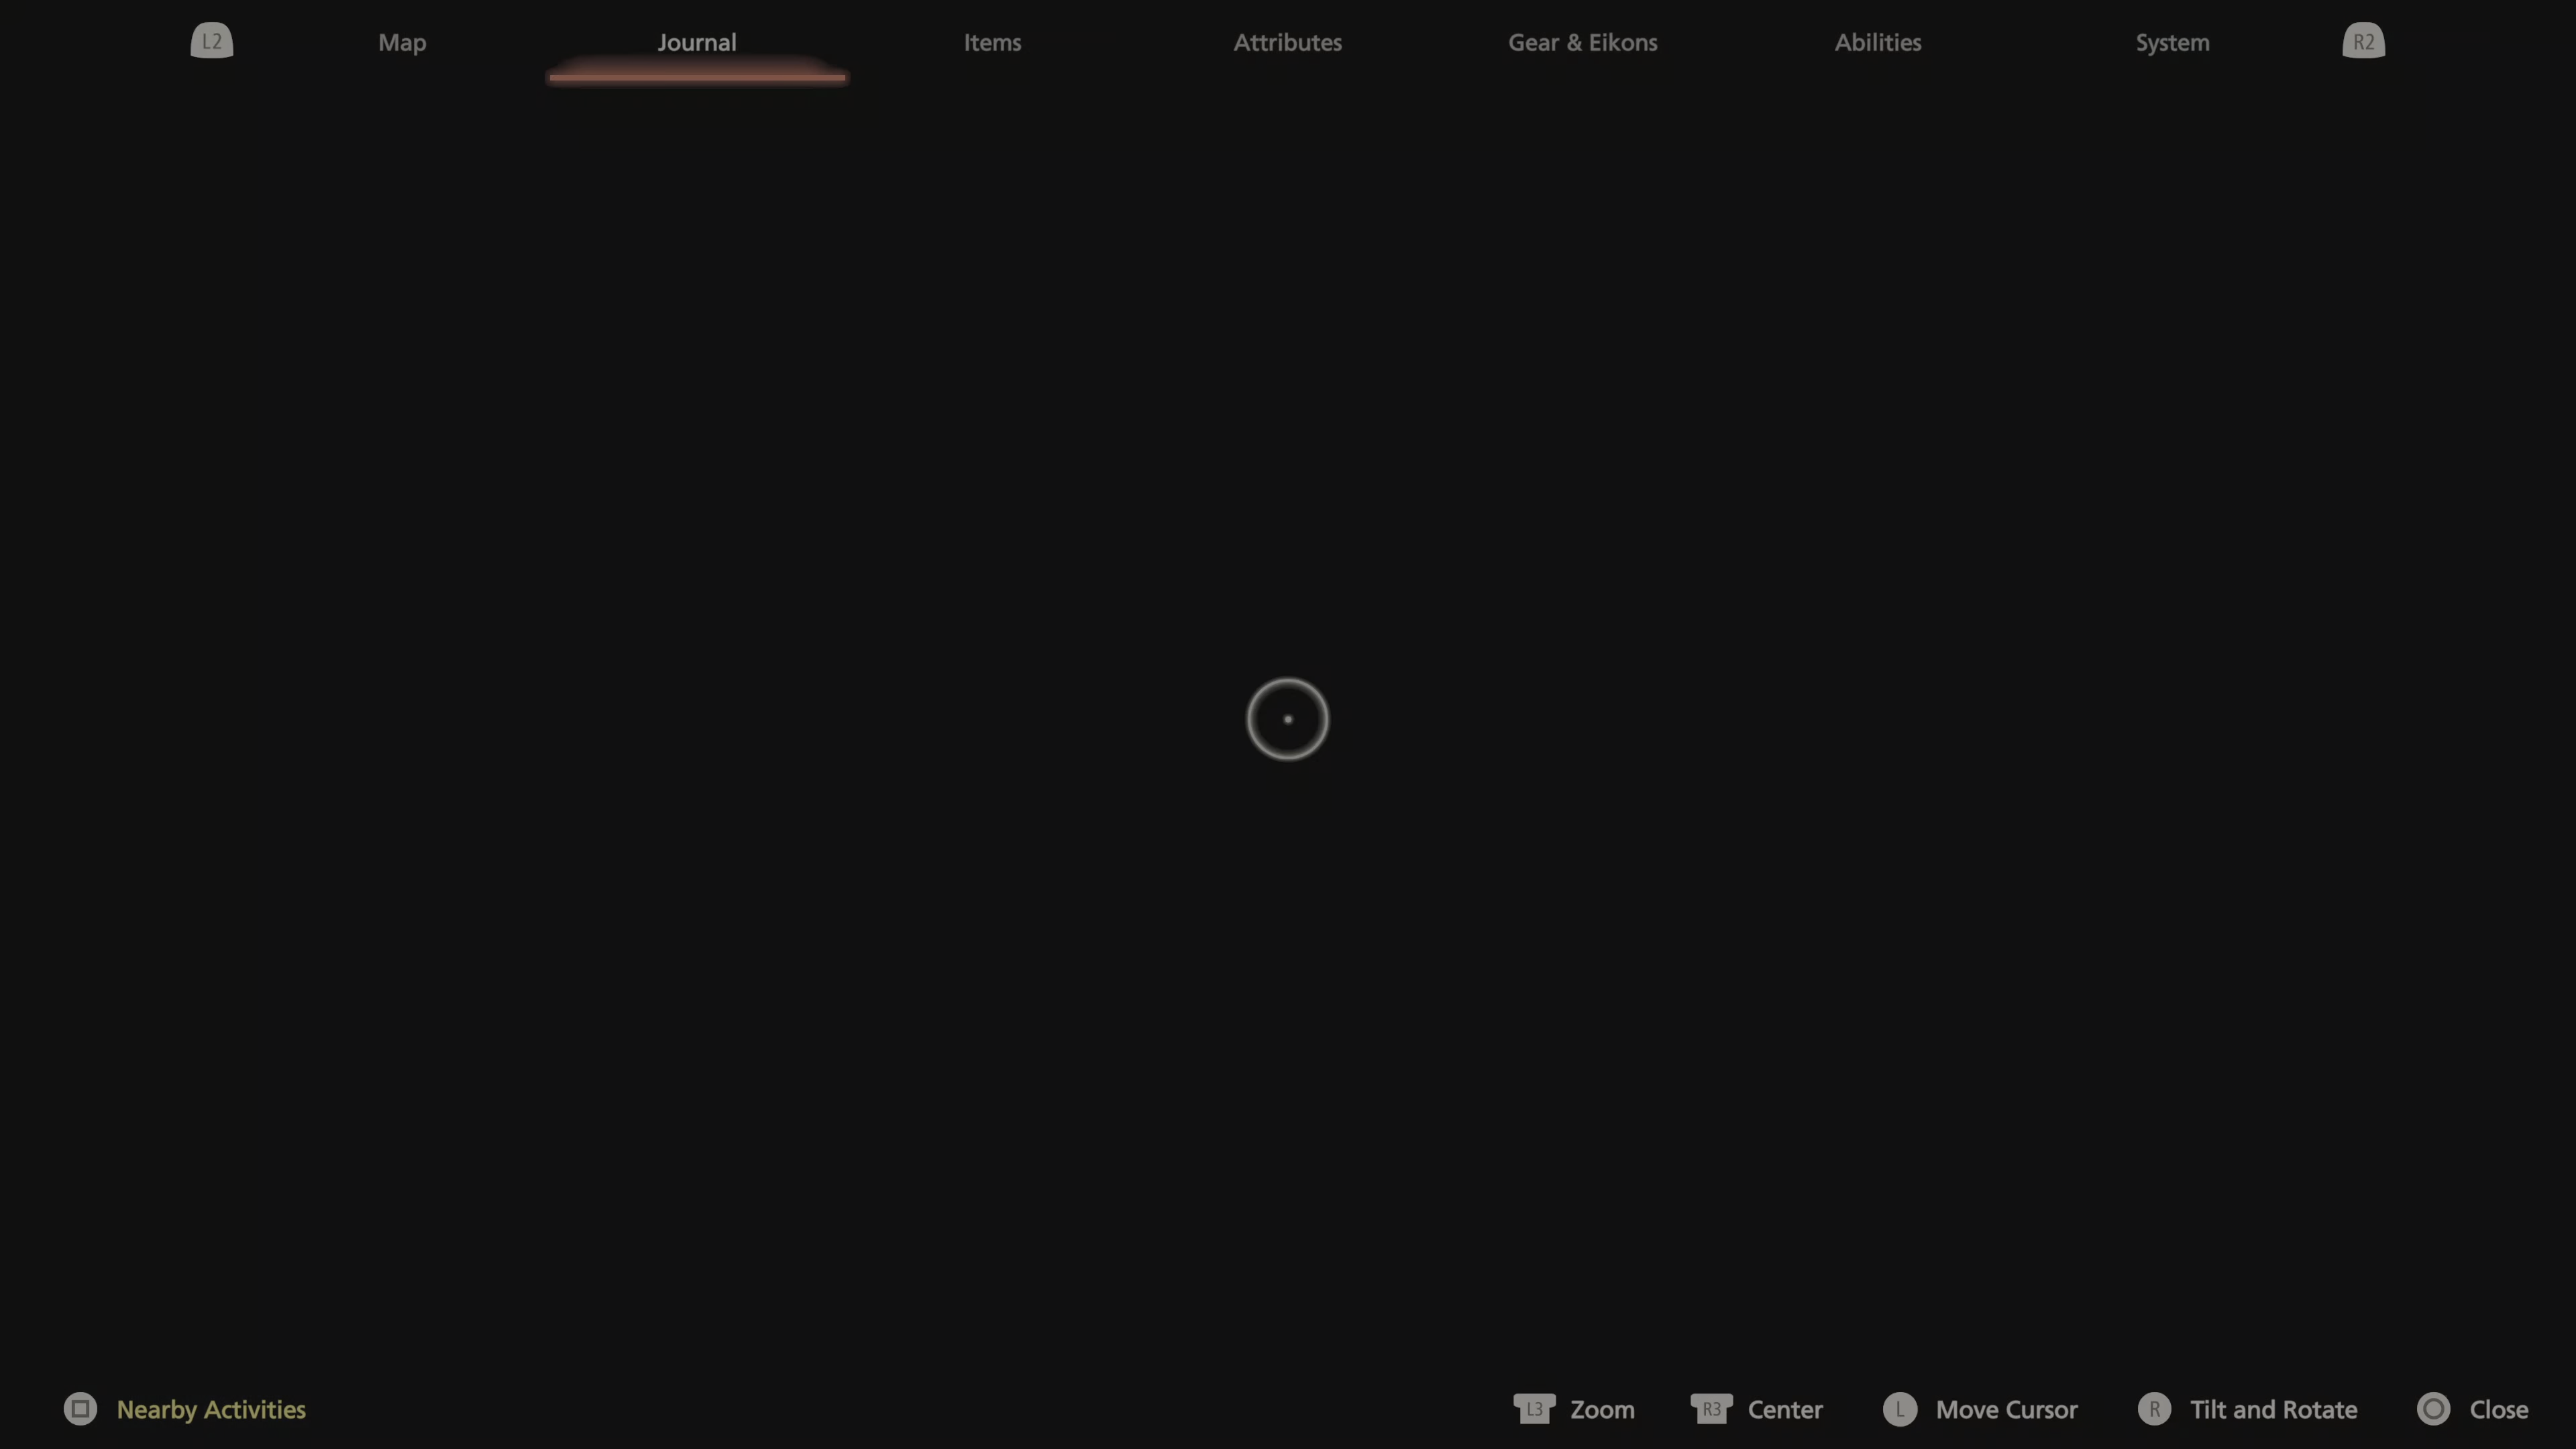 L2 Map Journal Items Attributes Gear & Eikons Abilities System R2
Nearby Activities L3 Zoom R3 Center L Move Cursor R Tilt and Rotate Close